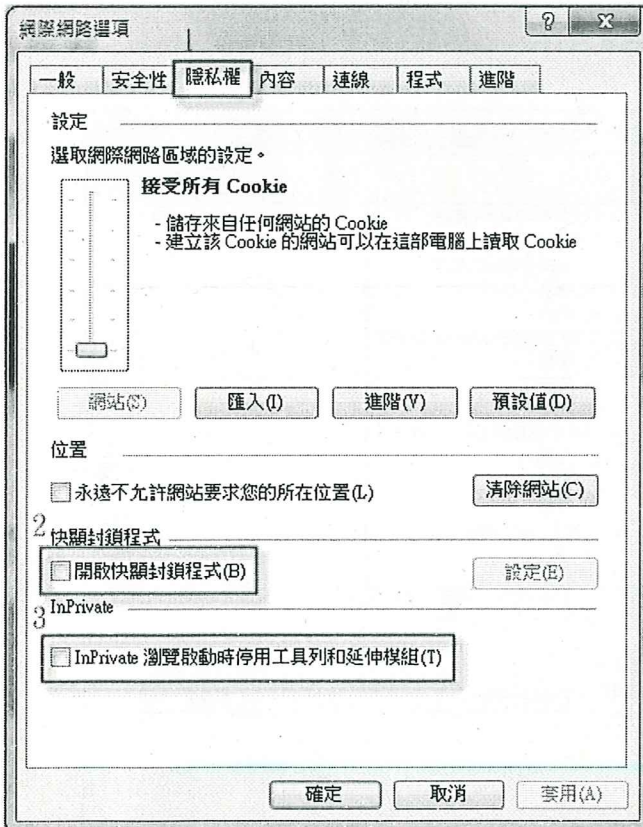 網際網路選項
一般 安全性 隱私權 內容 連線 程式 進階
設定
選取網際網路區域的設定。
接受所有 Cookie
- 儲存來自任何網站的 Cookie
- 建立該 Cookie 的網站可以在這部電腦上讀取 Cookie
網站(S) 匯入(I) 進階(V) 預設值(D)
位置
永遠不允許網站要求您的所在位置(L) 清除網站(C)
2 快顯封鎖程式
開啟快顯封鎖程式(B) 設定(E)
3 InPrivate
InPrivate 瀏覽啟動時停用工具列和延伸模組(T)
確定 取消 套用(A)